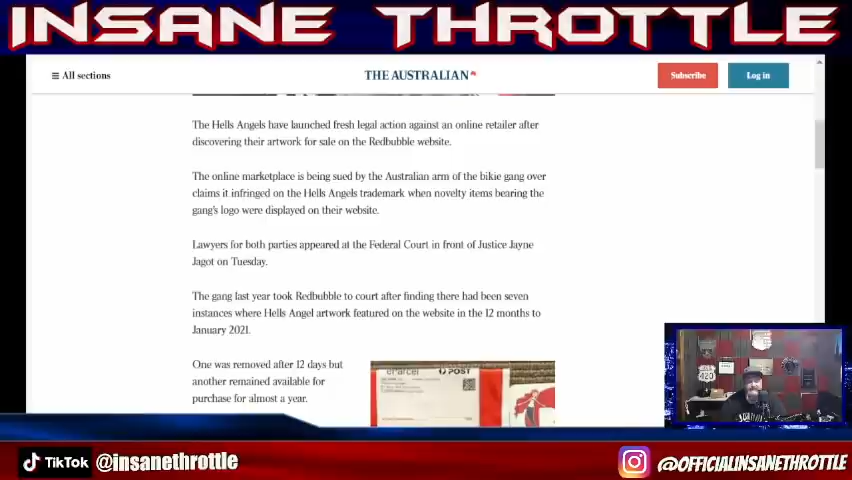 INSANE THROTTLE
≡ All sections
THE AUSTRALIAN
Subscribe
Log in
The Hells Angels have launched fresh legal action against an online retailer after
discovering their artwork for sale on the Redbubble website.
The online marketplace is being sued by the Australian arm of the bikie gang over
claims it infringed on the Hells Angels trademark when novelty items bearing the
gang's logo were displayed on their website.
Lawyers for both parties appeared at the Federal Court in front of Justice Jayne
Jagot on Tuesday.
The gang last year took Redbubble to court after finding there had been seven
instances where Hells Angel artwork featured on the website in the 12 months to
January 2021.
One was removed after 12 days but
another remained available for
purchase for almost a year.
eParcel
POST
420
TikTok @insanethrottle
@OFFICIALINSANETHROTTLE